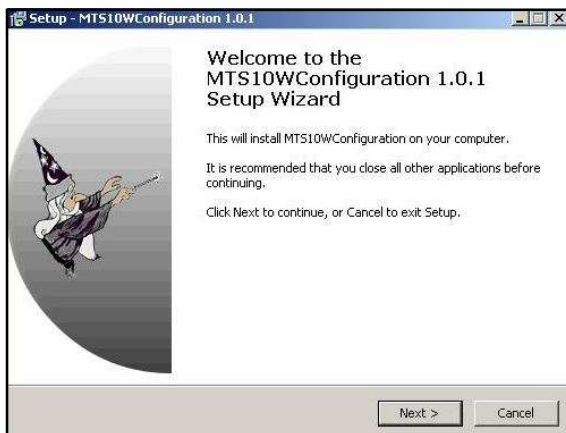 Setup - MTS10WConfiguration 1.0.1
Welcome to the
MTS10WConfiguration 1.0.1
Setup Wizard
This will install MTS10WConfiguration on your computer.
It is recommended that you close all other applications before
continuing.
Click Next to continue, or Cancel to exit Setup.
Next >
Cancel